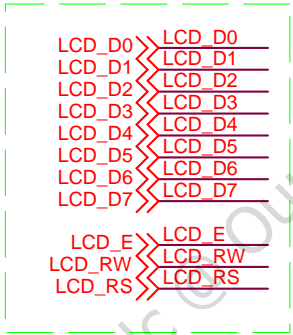 LCD_D0 LCD_D0
LCD_D1 LCD_D1
LCD_D2 LCD_D2
LCD_D3 LCD_D3
LCD_D4 LCD_D4
LCD_D5 LCD_D5
LCD_D6 LCD_D6
LCD_D7 LCD_D7
LCD_E LCD_E
LCD_RW LCD_RW
LCD_RS LCD_RS